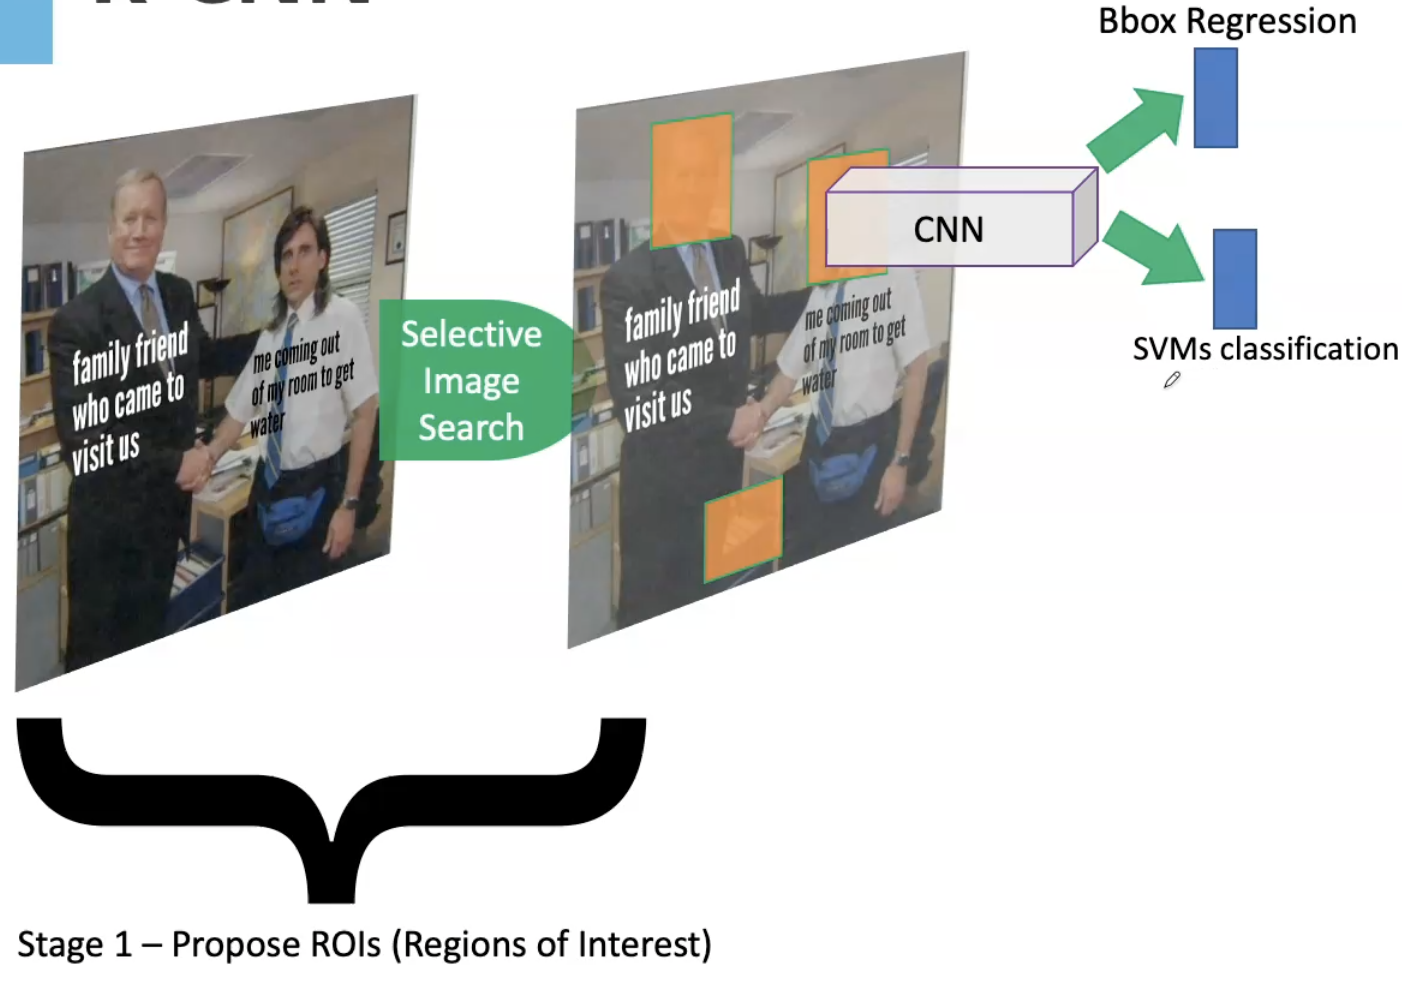 R-CNN
Bbox Regression
family friend
who came to
visit us
me coming out
of my room to get
water
Selective
Image
Search
family friend
who came to
visit us
me coming out
of my room to get
water
CNN
SVMs classification
Stage 1 – Propose ROIs (Regions of Interest)